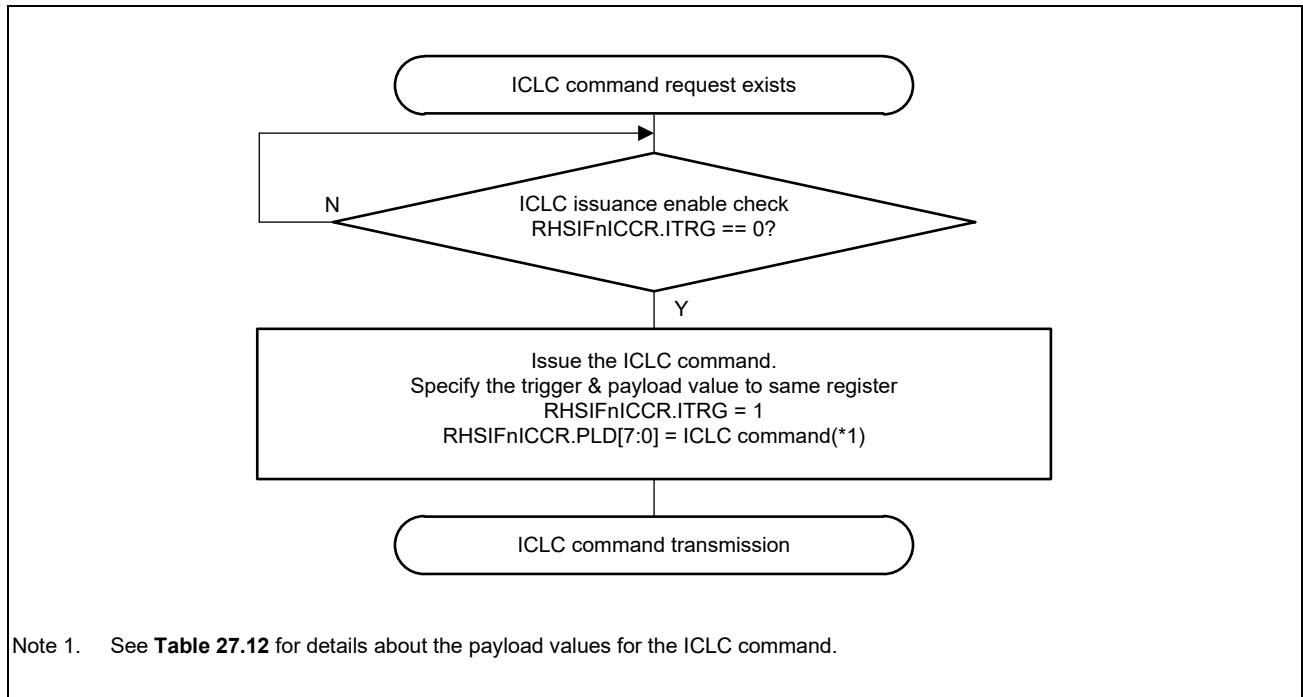 ICLC command request exists
N
ICLC issuance enable check
RHSIFnICCR.ITRG == 0?
Y
Issue the ICLC command.
Specify the trigger & payload value to same register
RHSIFnICCR.ITRG = 1
RHSIFnICCR.PLD[7:0] = ICLC command(*1)
ICLC command transmission
Note 1. See Table 27.12 for details about the payload values for the ICLC command.